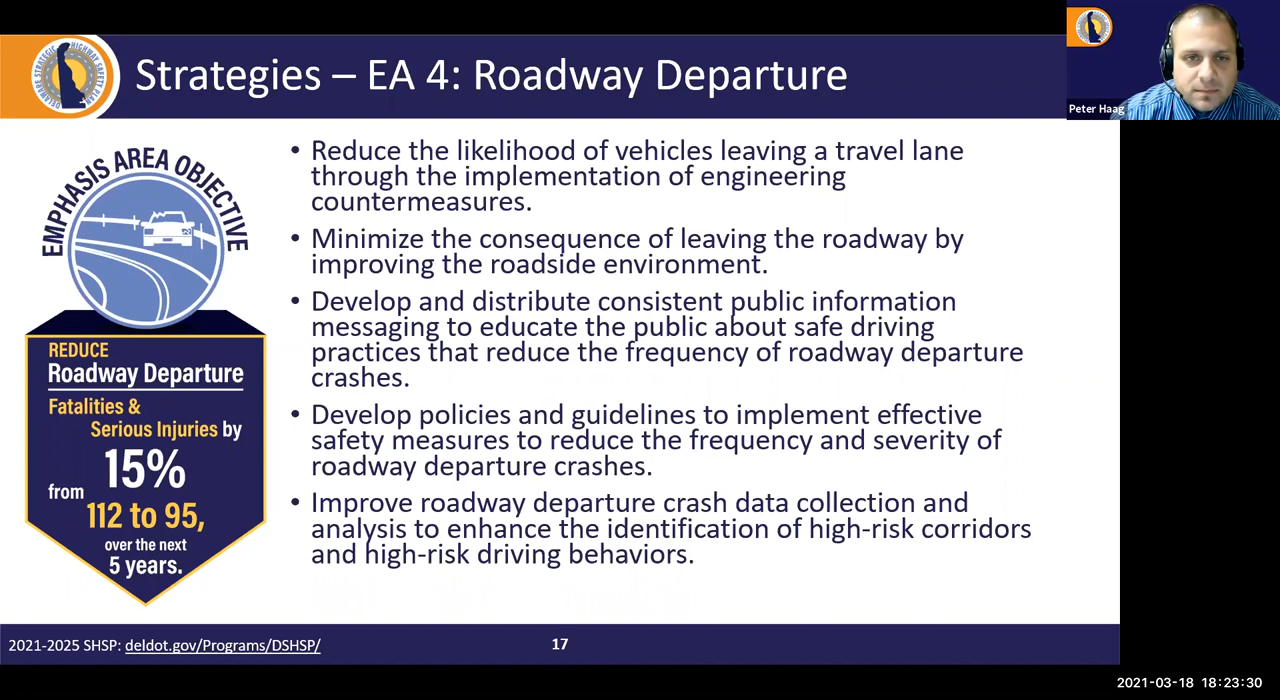 DELAWARE STRATEGIC HIGHWAY SAFETY PLAN
Strategies – EA 4: Roadway Departure
Peter Haag
EMPHASIS AREA OBJECTIVE
REDUCE
Roadway Departure
Fatalities &
Serious Injuries by
15%
from
112 to 95,
over the next
5 years.
• Reduce the likelihood of vehicles leaving a travel lane
through the implementation of engineering
countermeasures.
• Minimize the consequence of leaving the roadway by
improving the roadside environment.
• Develop and distribute consistent public information
messaging to educate the public about safe driving
practices that reduce the frequency of roadway departure
crashes.
• Develop policies and guidelines to implement effective
safety measures to reduce the frequency and severity of
roadway departure crashes.
• Improve roadway departure crash data collection and
analysis to enhance the identification of high-risk corridors
and high-risk driving behaviors.
2021-2025 SHSP: deldot.gov/Programs/DSHSP/
17
2021-03-18 18:23:30